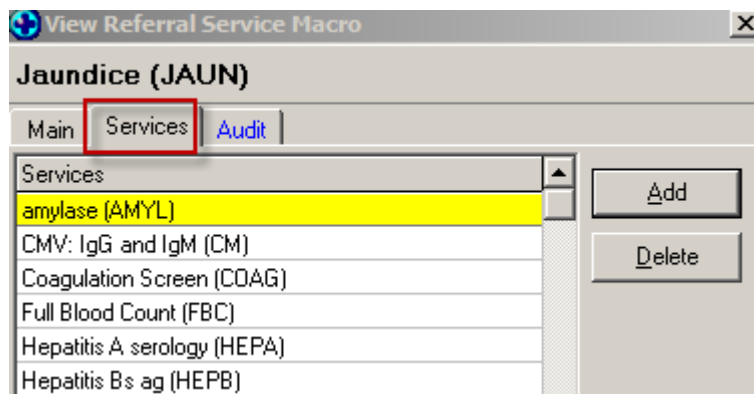 View Referral Service Macro
Jaundice (JAUN)
Main Services Audit
Services
amylase (AMYL)
CMV: IgG and IgM (CM)
Coagulation Screen (COAG)
Full Blood Count (FBC)
Hepatitis A serology (HEPA)
Hepatitis Bs ag (HEPB)
Add
Delete